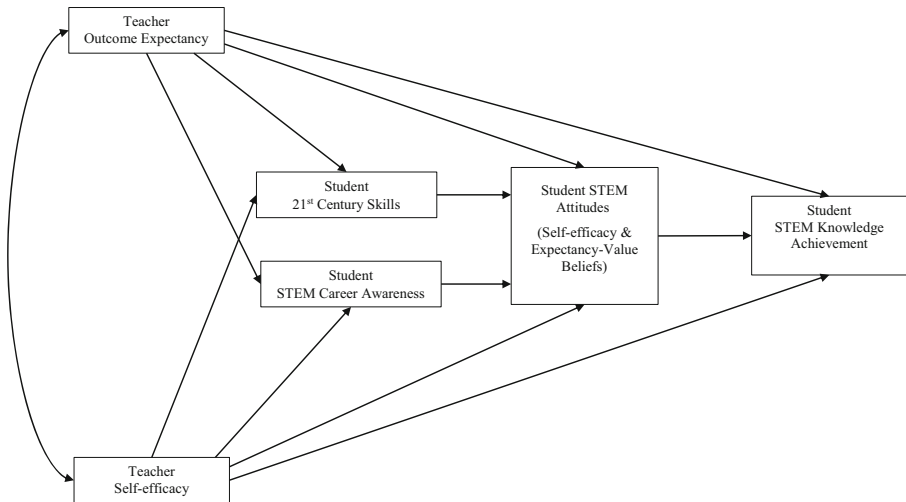 Teacher
Outcome Expectancy
Student
21st Century Skills
Student
STEM Career Awareness
Student STEM
Attitudes
(Self-efficacy &
Expectancy-Value
Beliefs)
Student
STEM Knowledge
Achievement
Teacher
Self-efficacy